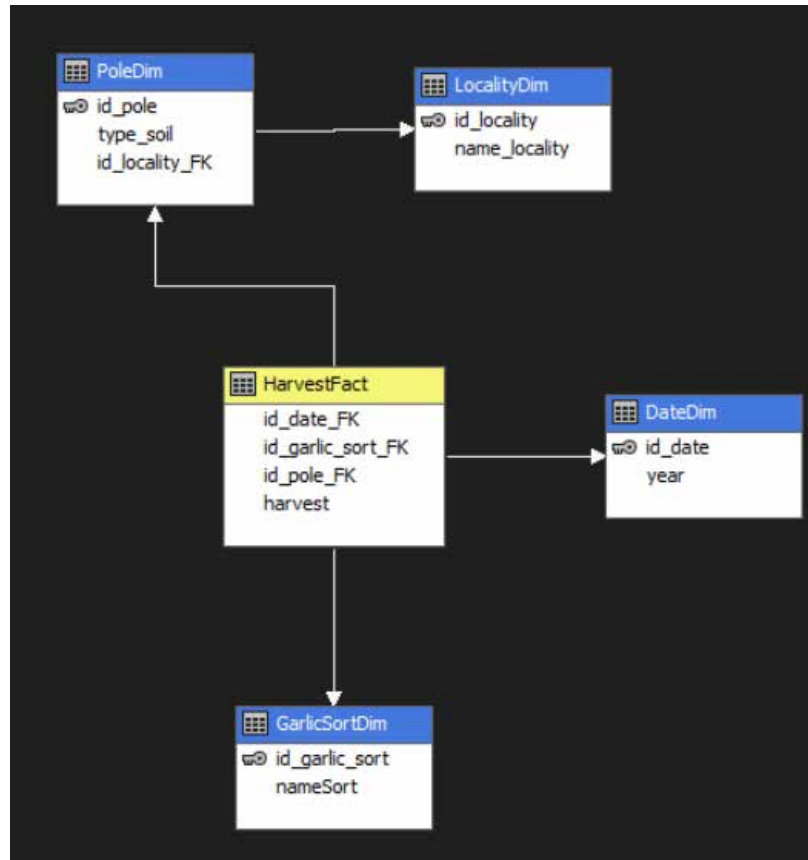 PoleDim
id_pole
type_soil
id_locality_FK
LocalityDim
id_locality
name_locality
HarvestFact
id_date_FK
id_garlic_sort_FK
id_pole_FK
harvest
DateDim
id_date
year
GarlicSortDim
id_garlic_sort
nameSort